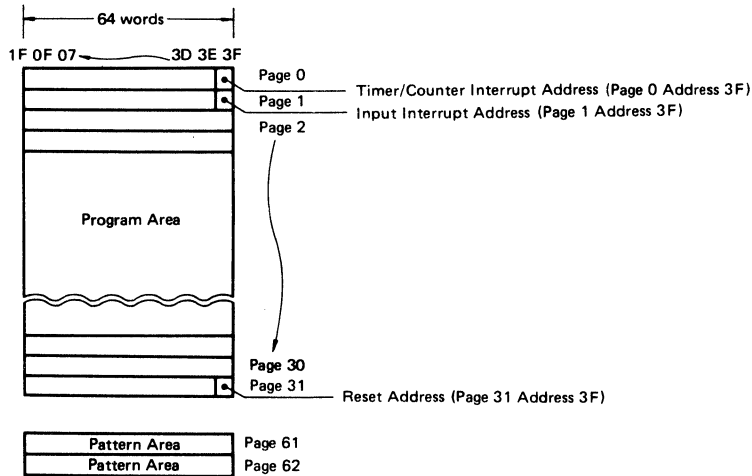 64 words
1F 0F 07 3D 3E 3F
Page 0
Timer/Counter Interrupt Address (Page 0 Address 3F)
Page 1
Input Interrupt Address (Page 1 Address 3F)
Page 2
Program Area
Page 30
Page 31
Reset Address (Page 31 Address 3F)
Pattern Area Page 61
Pattern Area Page 62